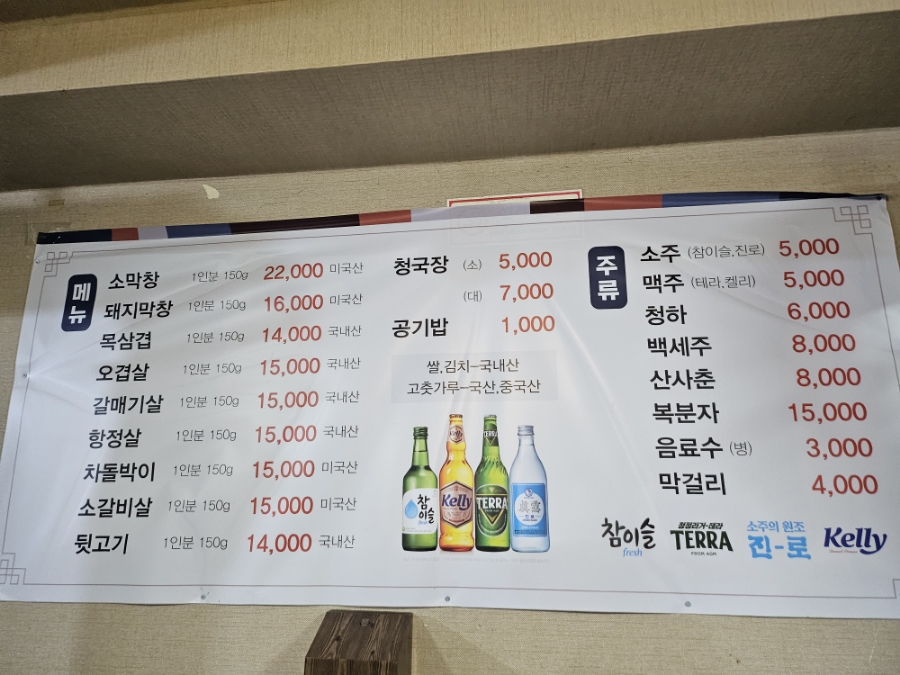 메뉴
소막창 1인분 150g 22,000 미국산
돼지막창 1인분 150g 16,000 미국산
목삼겹 1인분 150g 14,000 국내산
오겹살 1인분 150g 15,000 국내산
갈매기살 1인분 150g 15,000 국내산
항정살 1인분 150g 15,000 국내산
차돌박이 1인분 150g 15,000 미국산
소갈비살 1인분 150g 15,000 미국산
뒷고기 1인분 150g 14,000 국내산
청국장 (소) 5,000
(대) 7,000
공기밥 1,000
쌀,김치-국내산
고춧가루-국산,중국산
참이슬
Kelly
TERRA
眞露
주류
소주 (참이슬,진로) 5,000
맥주 (테라,켈리) 5,000
청하 6,000
백세주 8,000
산사춘 8,000
복분자 15,000
음료수 (병) 3,000
막걸리 4,000
참이슬
fresh
청정라거-테라
TERRA
소주의 원조
진-로
Kelly